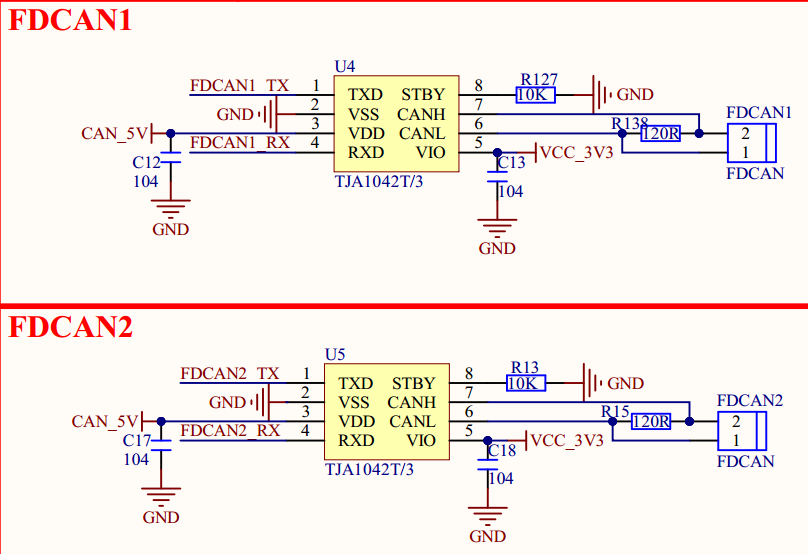 FDCAN1
U4
FDCAN1_TX 1 TXD STBY 8 R127 10K GND
GND 2 VSS CANH 7
CAN_5V 3 VDD CANL 6 R138 120R FDCAN1 2
FDCAN1_RX 4 RXD VIO 5 VCC_3V3 1
C12 104 TJA1042T/3 C13 104 FDCAN
GND GND
FDCAN2
U5
FDCAN2_TX 1 TXD STBY 8 R13 10K GND
GND 2 VSS CANH 7
CAN_5V 3 VDD CANL 6 R15 120R FDCAN2 2
FDCAN2_RX 4 RXD VIO 5 VCC_3V3 1
C17 104 TJA1042T/3 C18 104 FDCAN
GND GND